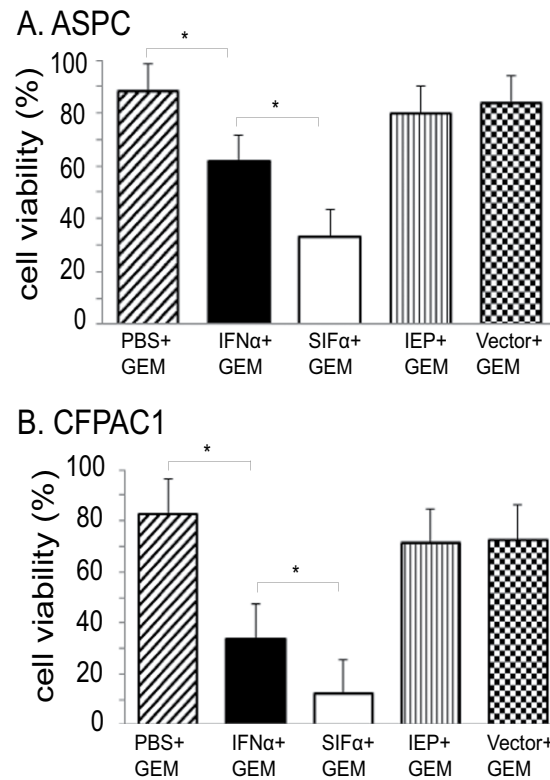 A. ASPC
*
*
cell viability (%)
100
80
60
40
20
0
PBS+ IFNα+ SIFα+ IEP+ Vector+
GEM GEM GEM GEM GEM
B. CFPAC1
*
*
cell viability (%)
100
80
60
40
20
0
PBS+ IFNα+ SIFα+ IEP+ Vector+
GEM GEM GEM GEM GEM